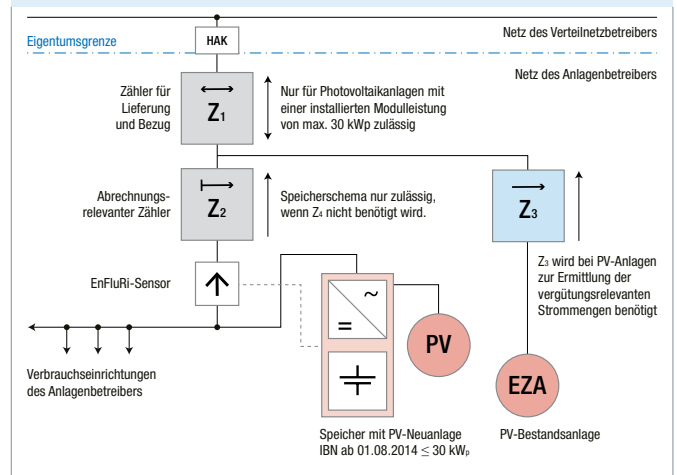 Netz des Verteilnetzbetreibers
Eigentumsgrenze
HAK
Netz des Anlagenbetreibers
Zähler für
Lieferung
und Bezug
Z1
Nur für Photovoltaikanlagen mit
einer installierten Modulleistung
von max. 30 kWp zulässig
Abrechnungs-
relevanter Zähler
Z2
Speicherschema nur zulässig,
wenn Z4 nicht benötigt wird.
Z3
Z3 wird bei PV-Anlagen
zur Ermittlung der
vergütungsrelevanten
Strommengen benötigt
EnFluRi-Sensor
~
=
PV
EZA
Verbrauchseinrichtungen
des Anlagenbetreibers
Speicher mit PV-Neuanlage
IBN ab 01.08.2014 ≤ 30 kWp
PV-Bestandsanlage